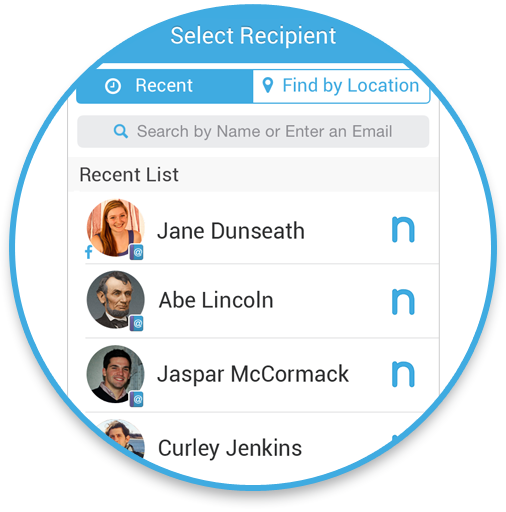 Select Recipient
Recent
Find by Location
Search by Name or Enter an Email
Recent List
Jane Dunseath n
f @
Abe Lincoln n
@
Jaspar McCormack n
@
Curley Jenkins